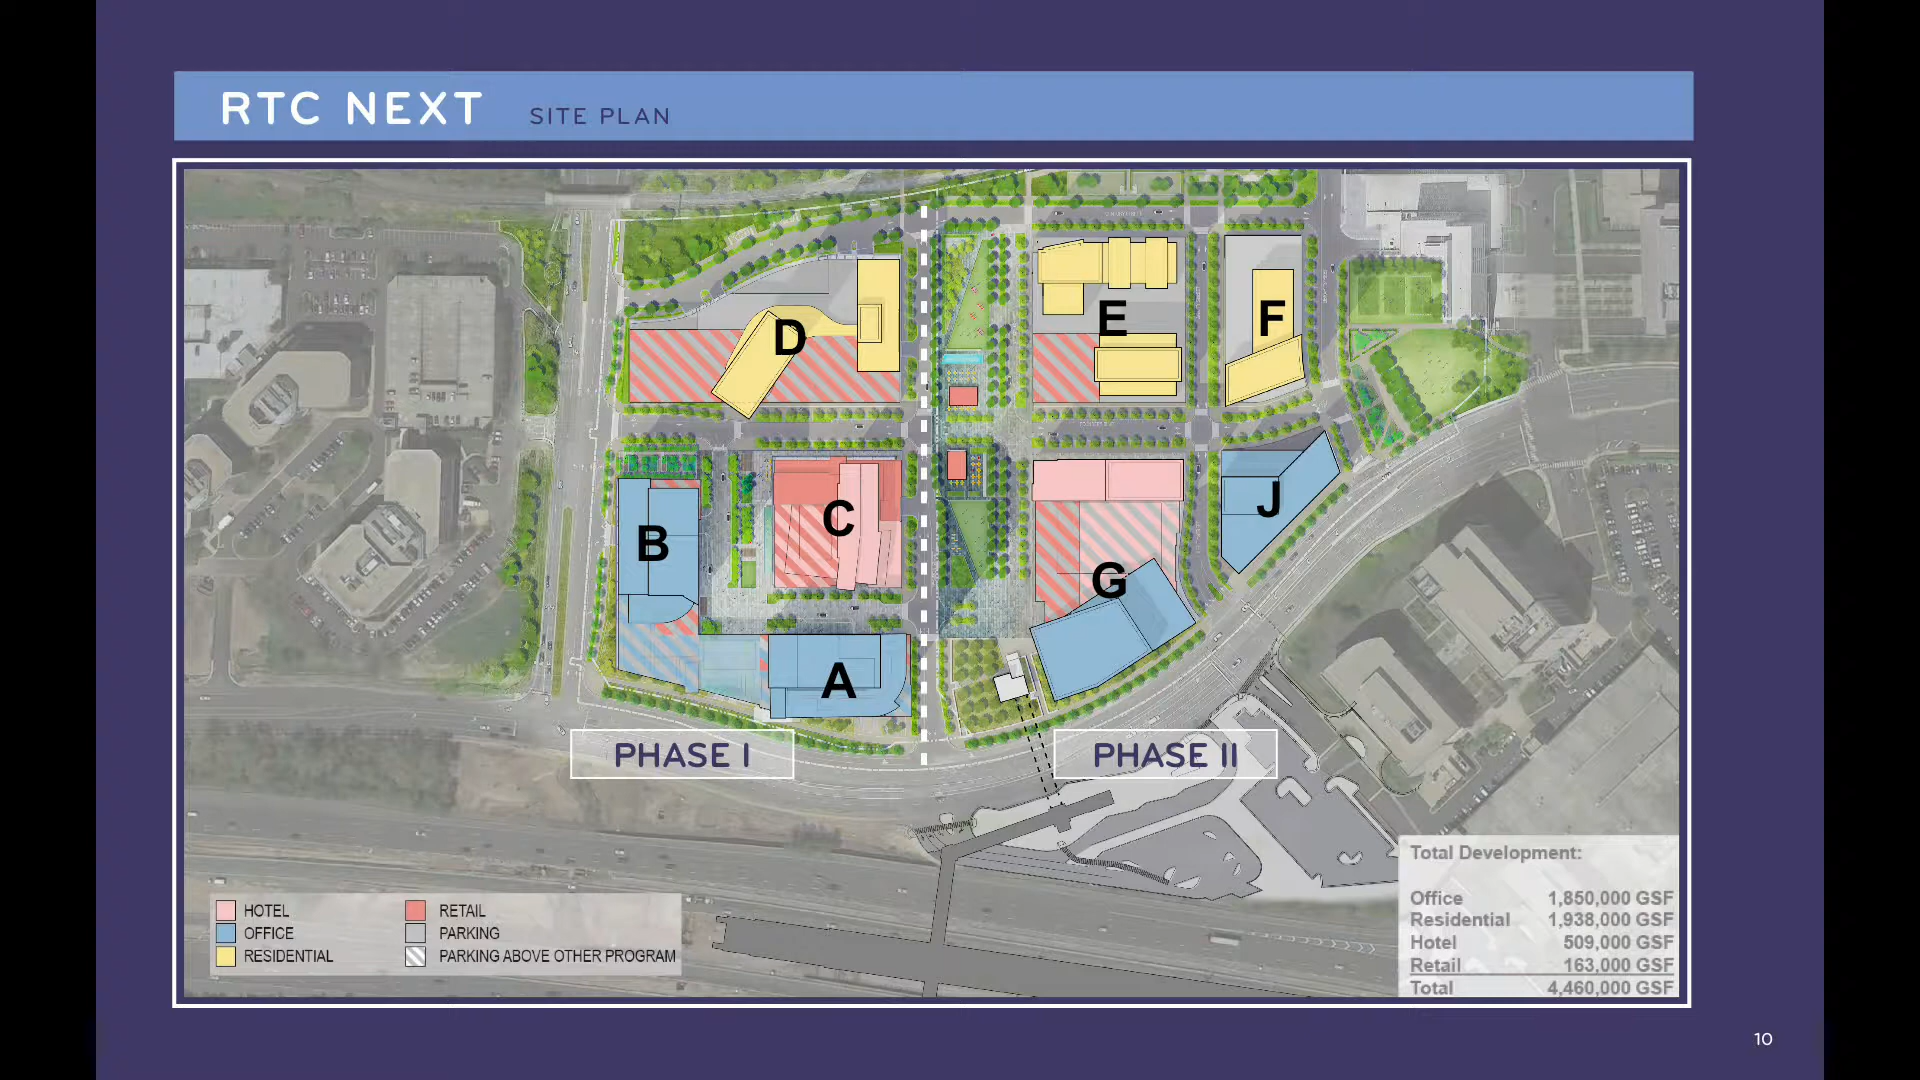 RTC NEXT SITE PLAN
D
E
F
B
C
J
G
A
PHASE I
PHASE II
HOTEL
OFFICE
RESIDENTIAL
RETAIL
PARKING
PARKING ABOVE OTHER PROGRAM
Total Development:
Office 1,850,000 GSF
Residential 1,938,000 GSF
Hotel 509,000 GSF
Retail 163,000 GSF
Total 4,460,000 GSF
10